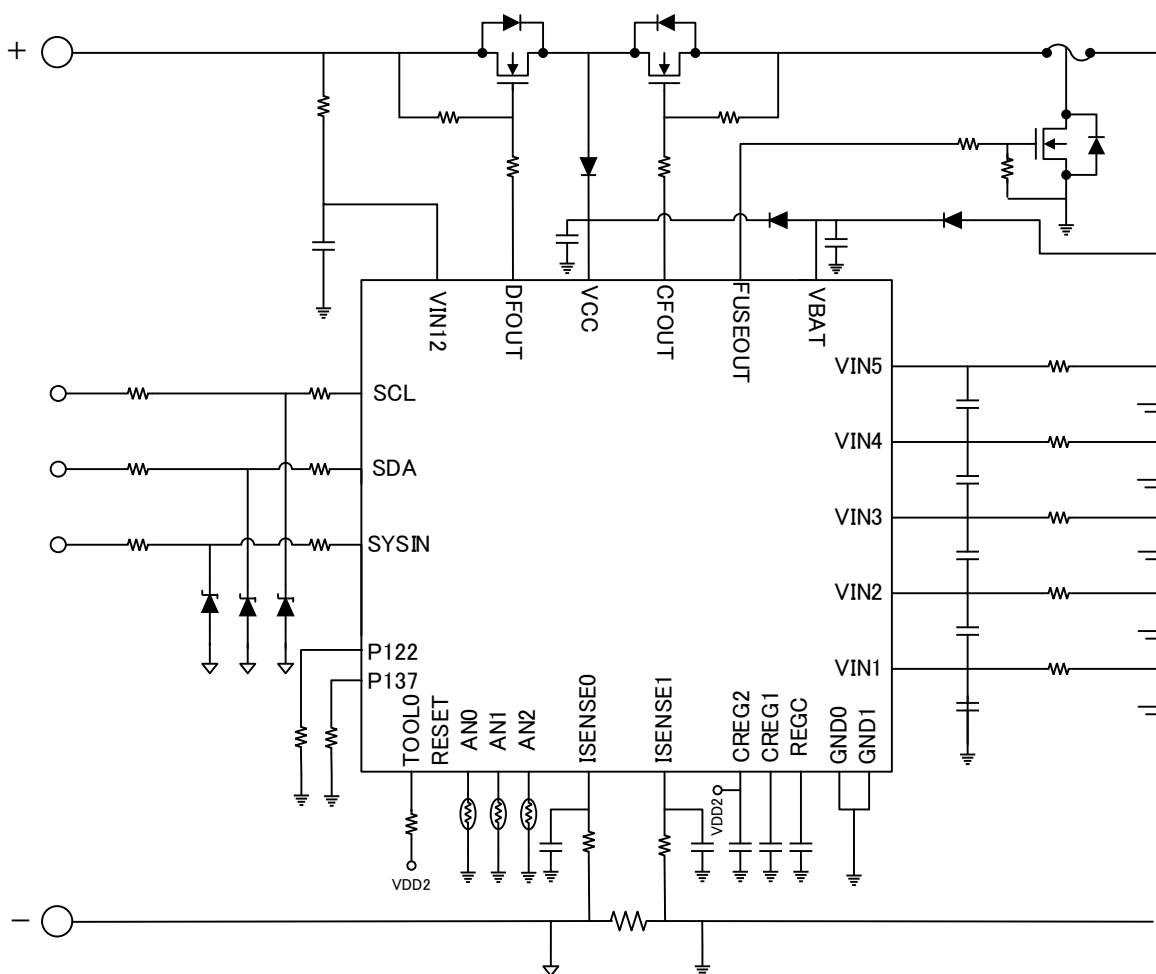 +
VIN12
DFOUT
VCC
CFOUT
FUSEOUT
VBAT
SCL
SDA
SYSIN
P122
P137
VIN5
VIN4
VIN3
VIN2
VIN1
TOOL0
RESET
AN0
AN1
AN2
ISENSE0
ISENSE1
CREG2
CREG1
REGC
GND0
GND1
VDD2
VDD2
−